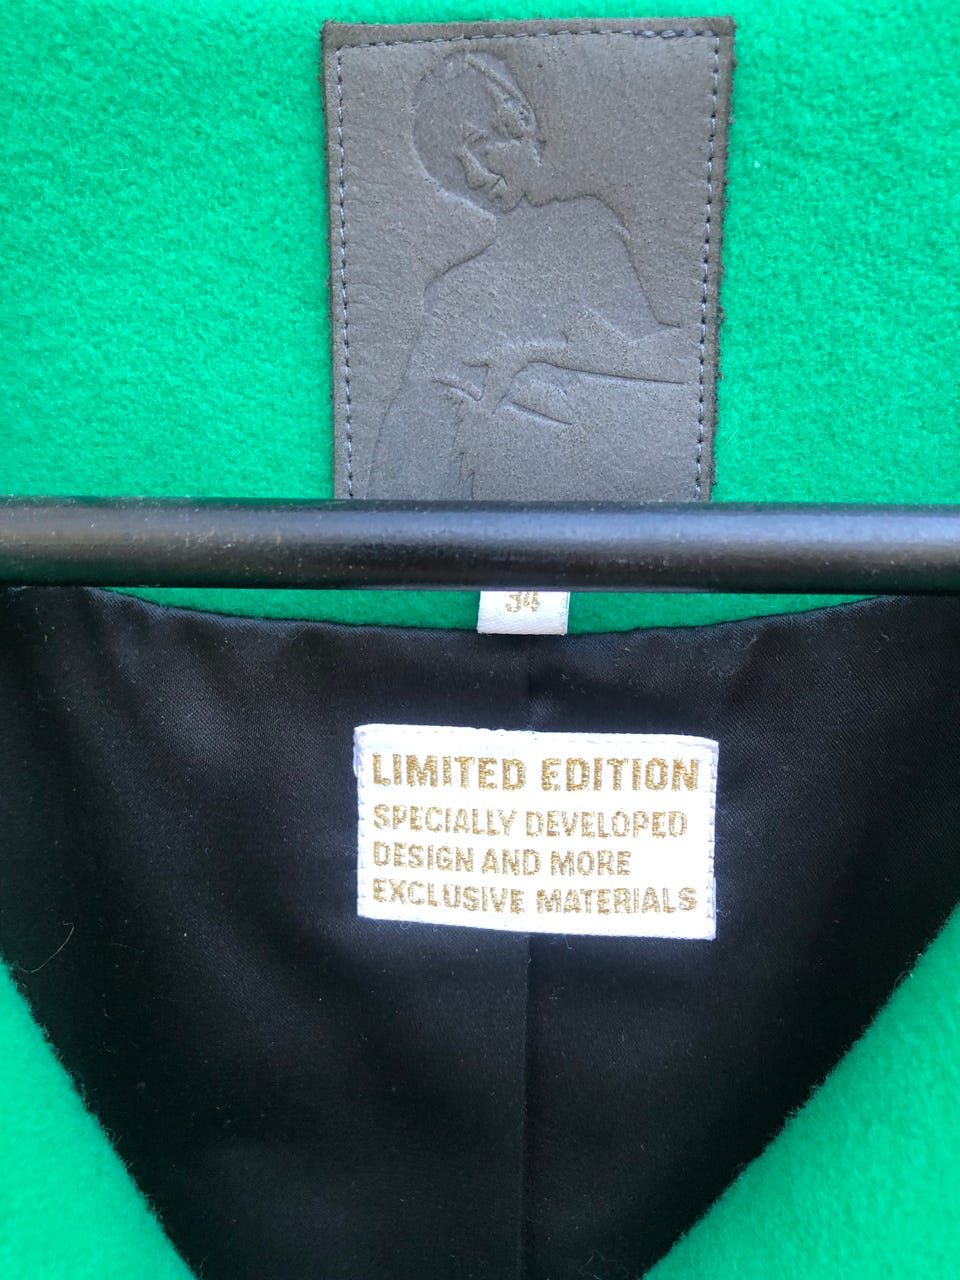 34
LIMITED EDITION
SPECIALLY DEVELOPED
DESIGN AND MORE
EXCLUSIVE MATERIALS